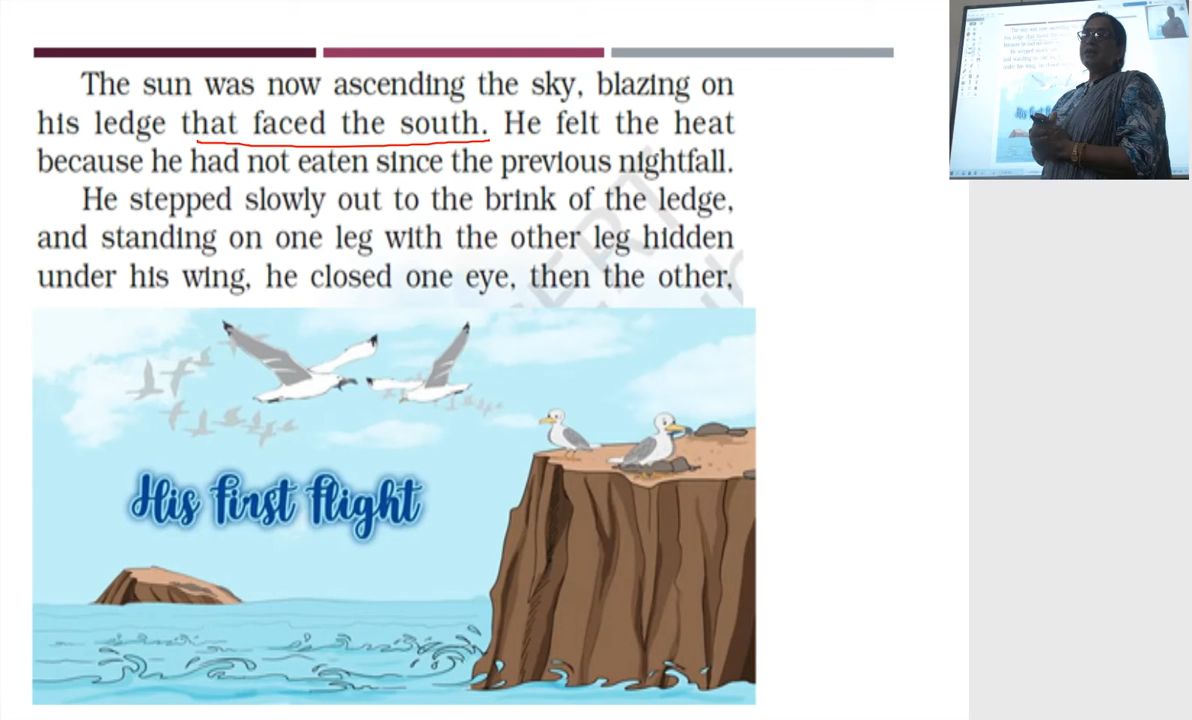 The sun was now ascending the sky, blazing on
his ledge that faced the south. He felt the heat
because he had not eaten since the previous nightfall.
He stepped slowly out to the brink of the ledge,
and standing on one leg with the other leg hidden
under his wing, he closed one eye, then the other,
His first flight